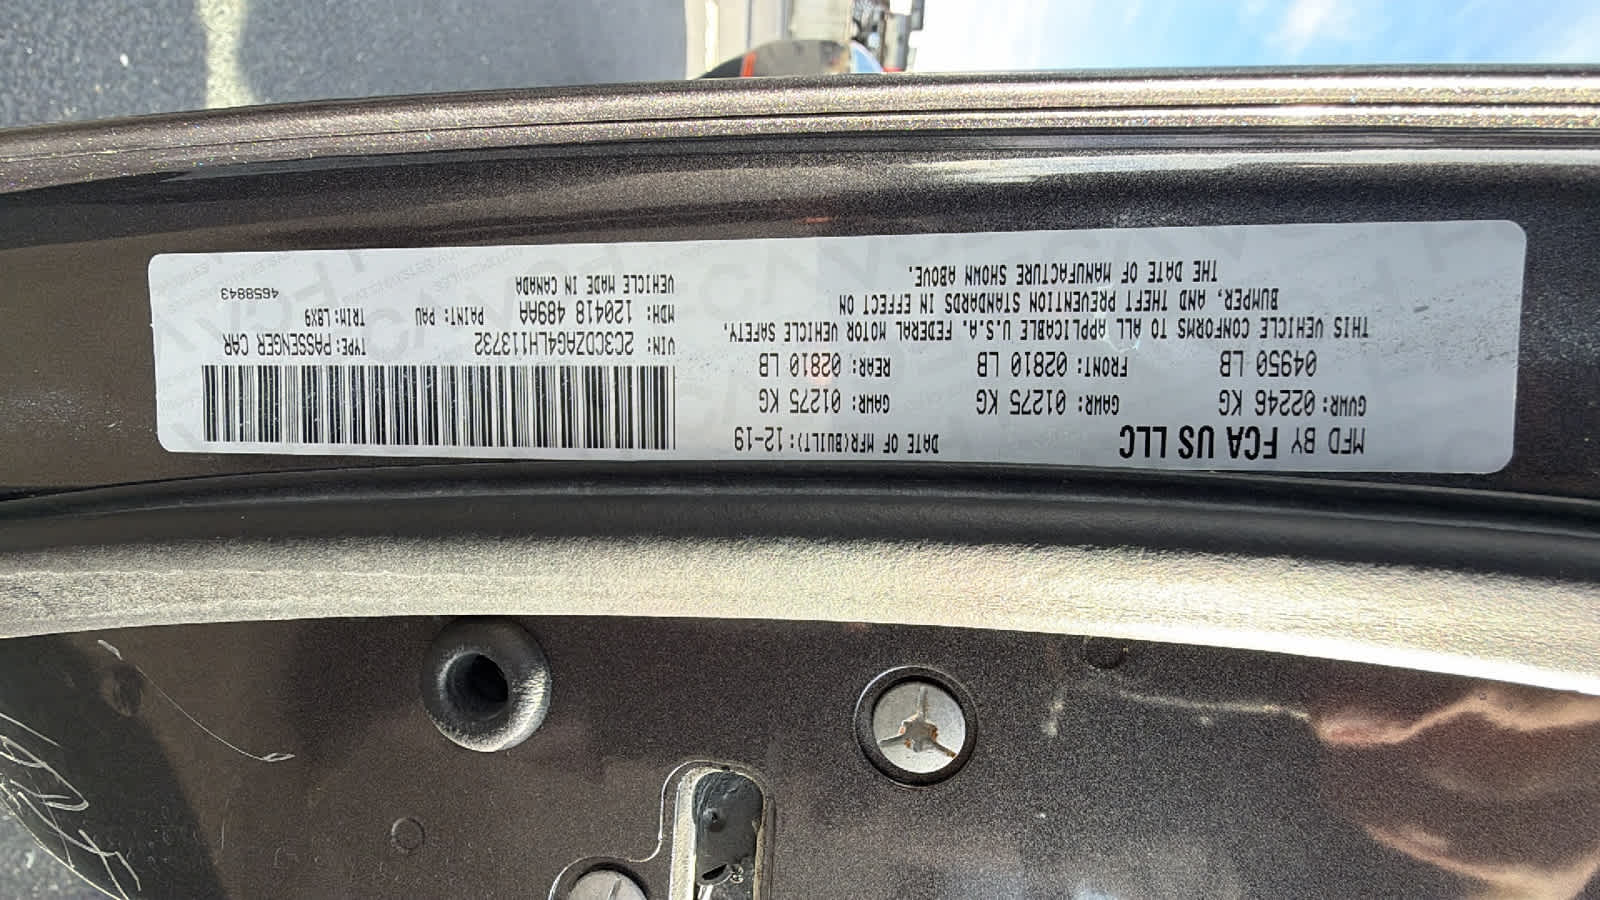 MFD BY FCA US LLC DATE OF MFR(BUILT): 12-19
GVWR: 02246 KG GAWR: 01275 KG GAWR: 01275 KG
04950 LB FRONT: 02810 LB REAR: 02810 LB
THIS VEHICLE CONFORMS TO ALL APPLICABLE U.S.A. FEDERAL MOTOR VEHICLE SAFETY,
BUMPER, AND THEFT PREVENTION STANDARDS IN EFFECT ON
THE DATE OF MANUFACTURE SHOWN ABOVE.
VIN: 2C3CDZAG4LH113732 TYPE: PASSENGER CAR
MDH: 120418 489AA PAINT: PAU TRIM: LBX9
VEHICLE MADE IN CANADA
4658843